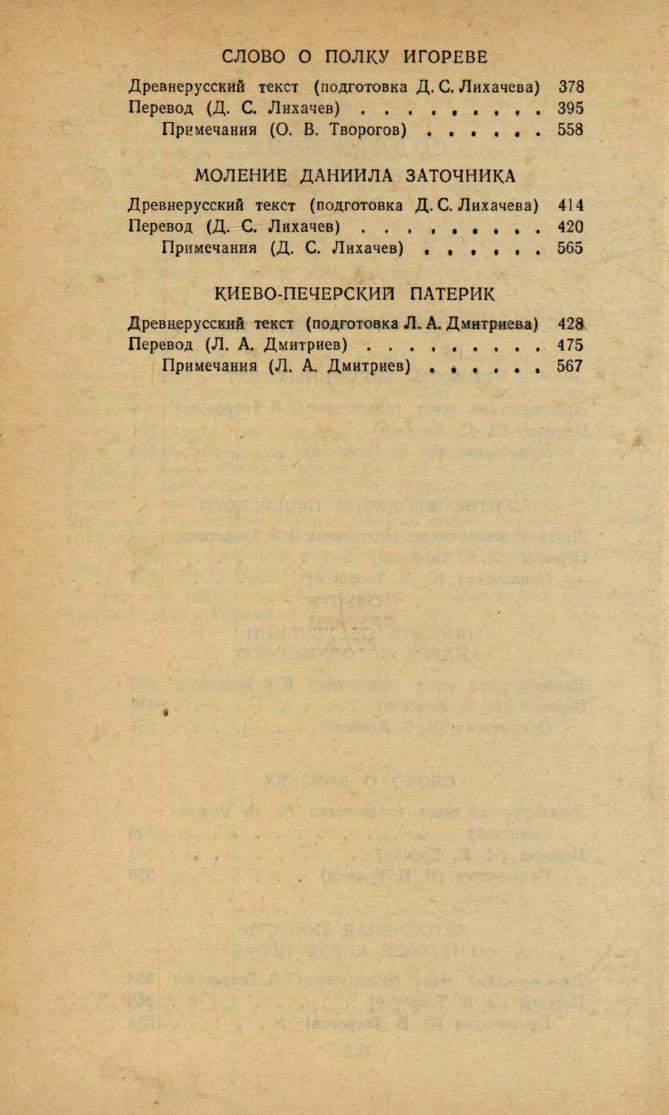 СЛОВО О ПОЛКУ ИГОРЕВЕ
Древнерусский текст (подготовка Д. С. Лихачева) 378
Перевод (Д. С. Лихачев) . . . . . . . . . 395
Примечания (О. В. Творогов) . . . . . . 558
МОЛЕНИЕ ДАНИИЛА ЗАТОЧНИКА
Древнерусский текст (подготовка Д. С. Лихачева) 414
Перевод (Д. С. Лихачев) . . . . . . . . . 420
Примечания (Д. С. Лихачев) . . . . . . 565
КИЕВО-ПЕЧЕРСКИЙ ПАТЕРИК
Древнерусский текст (подготовка Л. А. Дмитриева) 428
Перевод (Л. А. Дмитриев) . . . . . . . . . 475
Примечания (Л. А. Дмитриев) . . . . . . 567